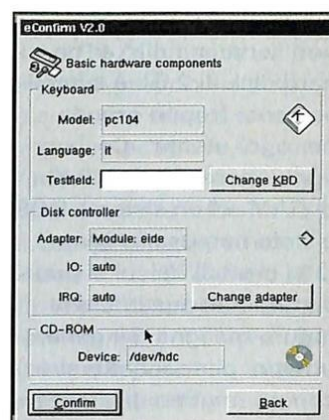 eConfirm V2.0
Basic hardware components
Keyboard
Model: pc104
K
Language: it
Testfield:
Change KBD
Disk controller
Adapter: Module: eide
IO: auto
IRQ: auto
Change adapter
CD-ROM
Device: /dev/hdc
Confirm
Back